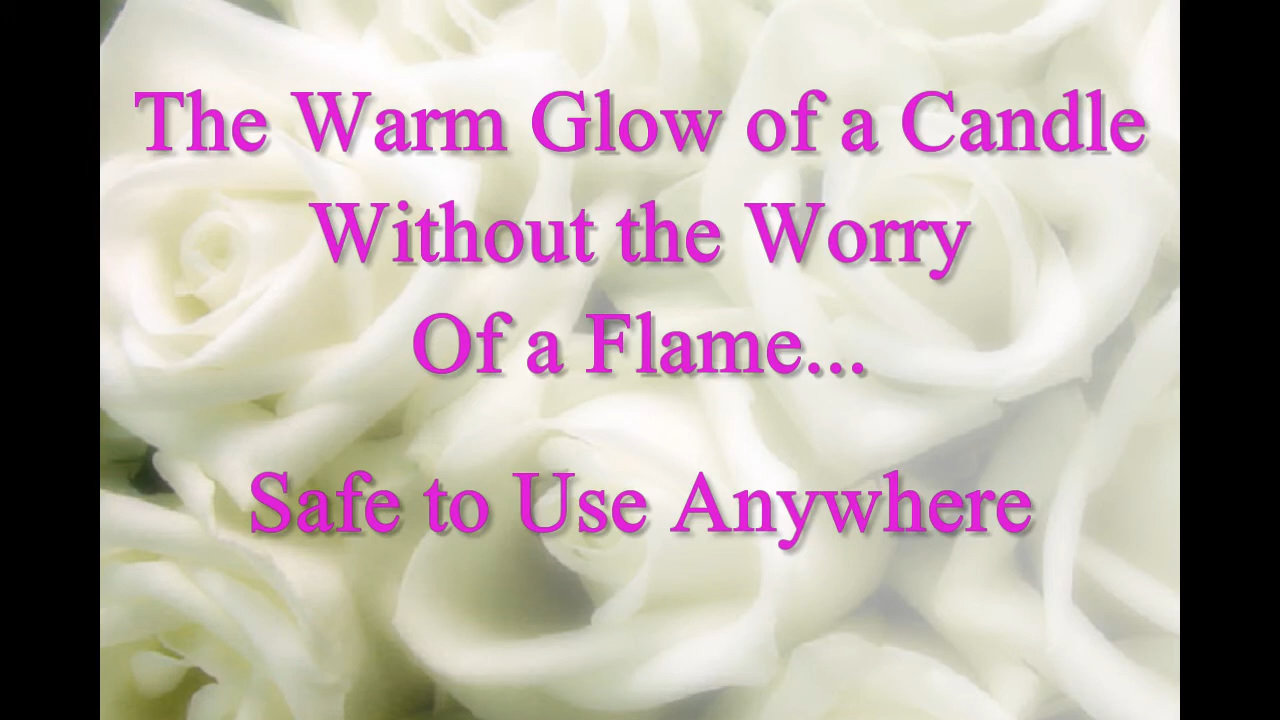 The Warm Glow of a Candle
Without the Worry
Of a Flame...
Safe to Use Anywhere